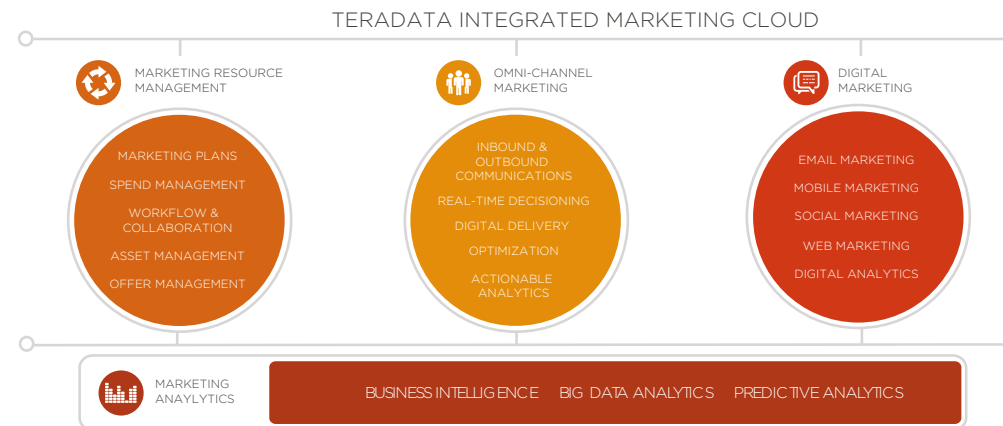 TERADATA INTEGRATED MARKETING CLOUD
MARKETING RESOURCE
MANAGEMENT
MARKETING PLANS
SPEND MANAGEMENT
WORKFLOW &
COLLABORATION
ASSET MANAGEMENT
OFFER MANAGEMENT
OMNI-CHANNEL
MARKETING
INBOUND &
OUTBOUND
COMMUNICATIONS
REAL-TIME DECISIONING
DIGITAL DELIVERY
OPTIMIZATION
ACTIONABLE
ANALYTICS
DIGITAL
MARKETING
EMAIL MARKETING
MOBILE MARKETING
SOCIAL MARKETING
WEB MARKETING
DIGITAL ANALYTICS
MARKETING
ANAYLYTICS
BUSINESS INTELLIGENCE BIG DATA ANALYTICS PREDICTIVE ANALYTICS